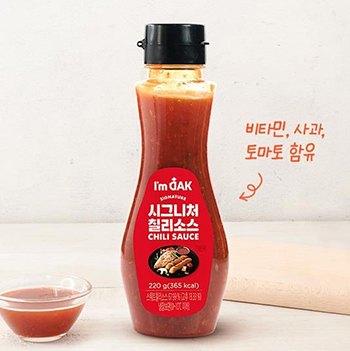 비타민, 사과,
토마토 함유
I'm dAK
SIGNATURE
시그니처
칠리소스
CHILI SAUCE
220 g(365 kcal)